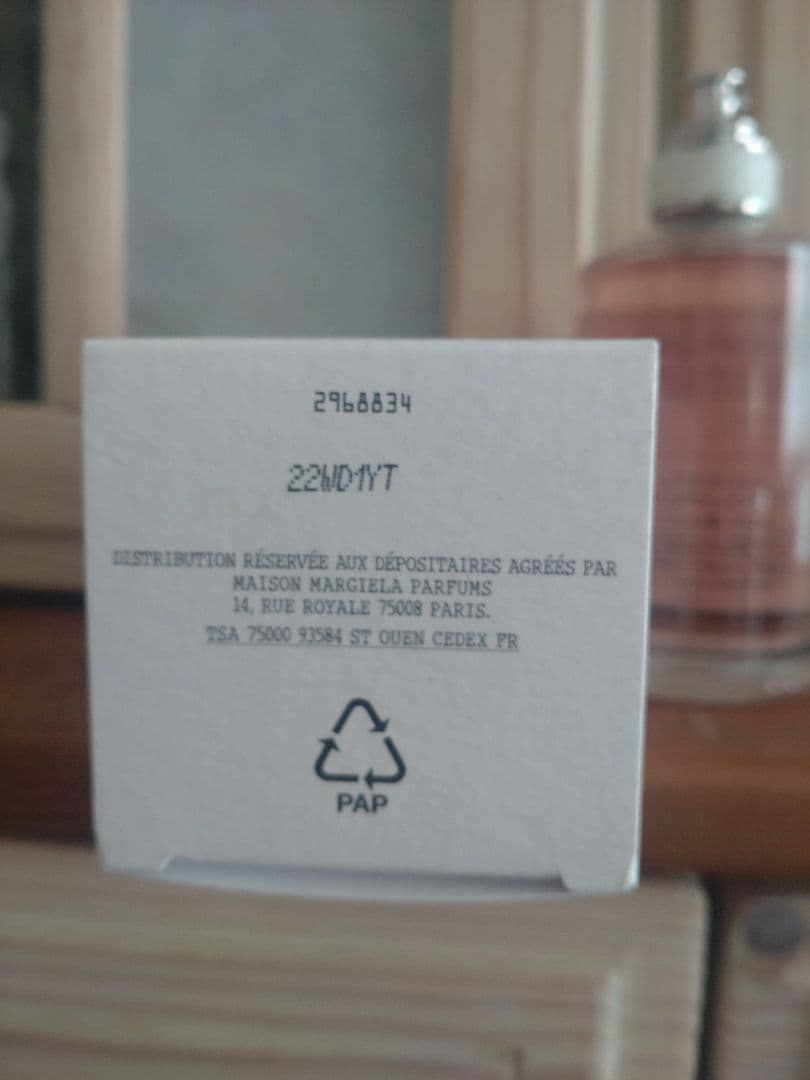 2968834
22WD1YT
DISTRIBUTION RÉSERVÉE AUX DÉPOSITAIRES AGRÉÉS PAR
MAISON MARGIELA PARFUMS
14, RUE ROYALE 75008 PARIS.
TSA 75000 93584 ST OUEN CEDEX FR
PAP